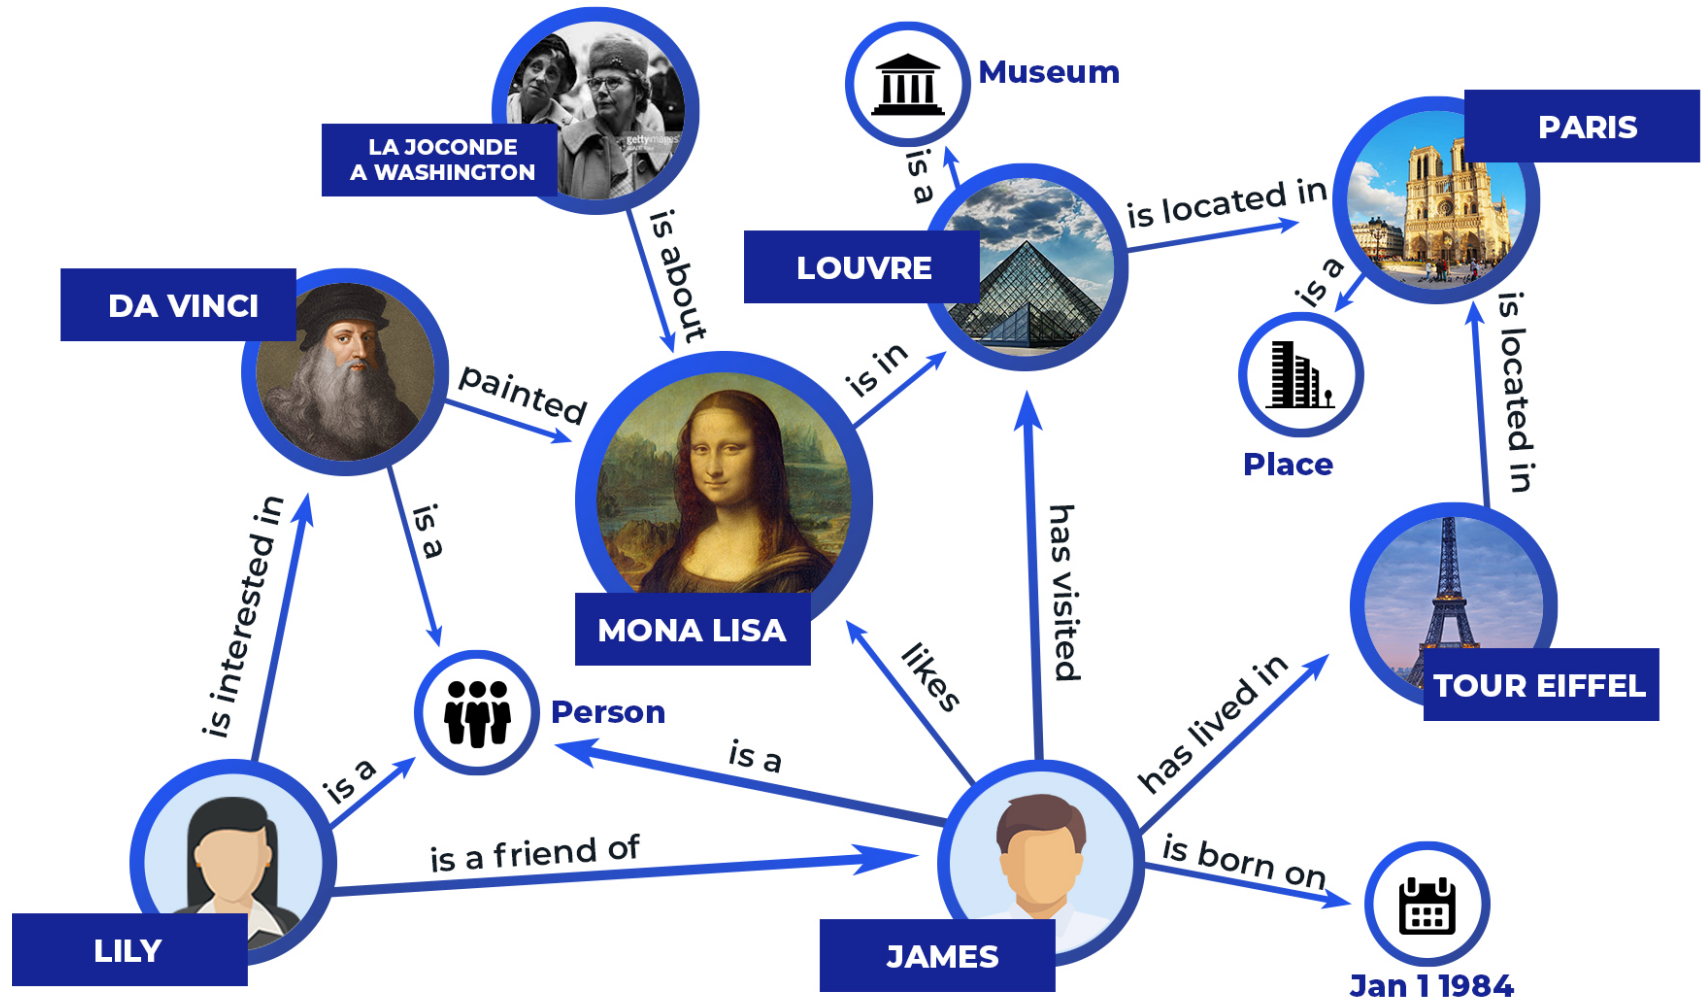 Museum
PARIS
LA JOCONDE
A WASHINGTON
gettyimages
is a
is located in
is about
LOUVRE
DA VINCI
is a
is located in
painted
is in
Place
is interested in
is a
has visited
MONA LISA
likes
TOUR EIFFEL
Person
has lived in
is a
is a
is a friend of
is born on
LILY
JAMES
Jan 1 1984